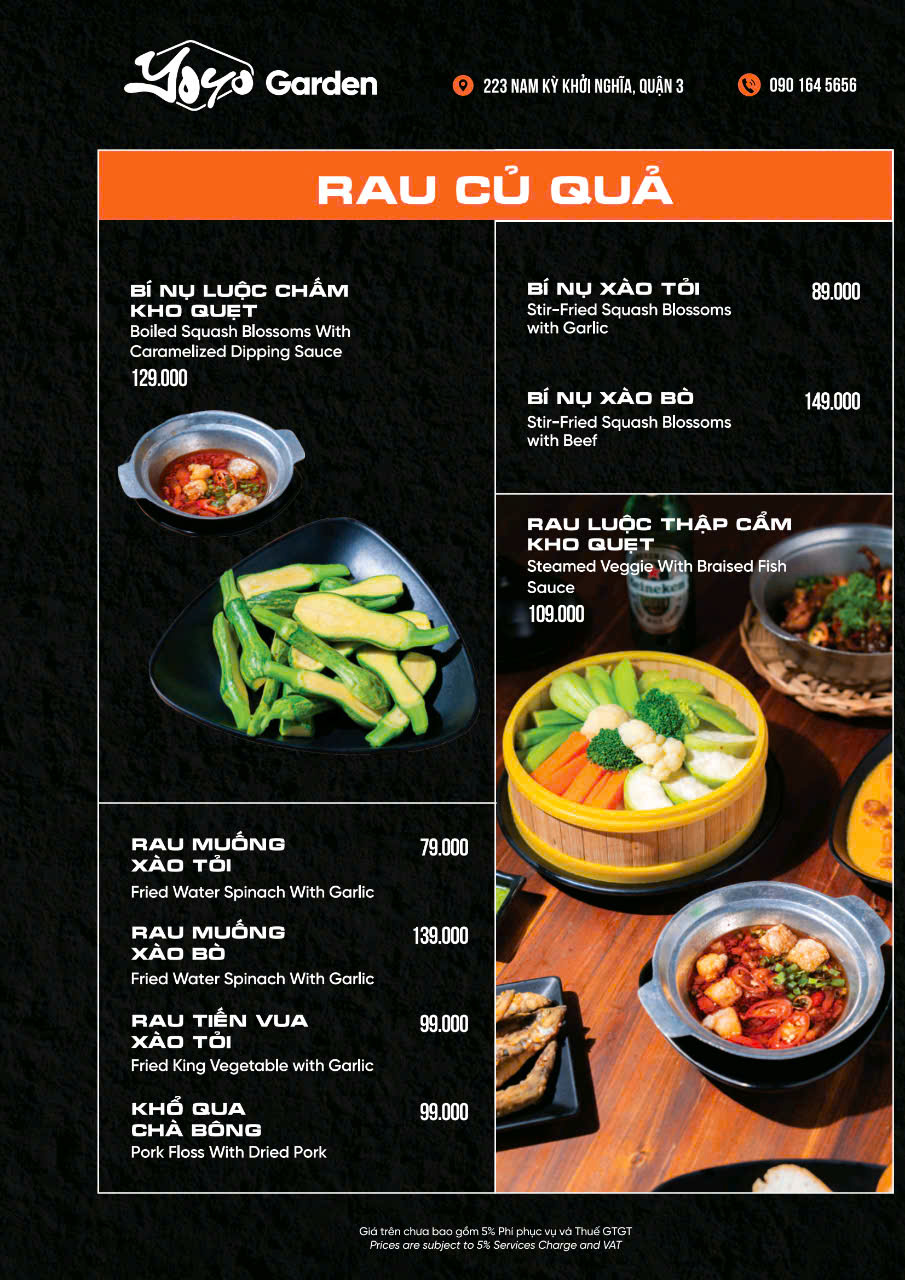 Yoyo Garden
223 NAM KỲ KHỞI NGHĨA, QUẬN 3
090 164 5656
RAU CỦ QUẢ
BÍ NỤ LUỘC CHẤM
KHO QUẸT
Boiled Squash Blossoms With
Caramelized Dipping Sauce
129.000
BÍ NỤ XÀO TỎI
89.000
Stir-Fried Squash Blossoms
with Garlic
BÍ NỤ XÀO BÒ
149.000
Stir-Fried Squash Blossoms
with Beef
RAU LUỘC THẬP CẨM
KHO QUẸT
Steamed Veggie With Braised Fish
Sauce
109.000
Heineken
RAU MUỐNG
XÀO TỎI
79.000
Fried Water Spinach With Garlic
RAU MUỐNG
XÀO BÒ
139.000
Fried Water Spinach With Garlic
RAU TIẾN VUA
XÀO TỎI
99.000
Fried King Vegetable with Garlic
KHỔ QUA
CHÀ BÔNG
99.000
Pork Floss With Dried Pork
Giá trên chưa bao gồm 5% Phí phục vụ và Thuế GTGT
Prices are subject to 5% Services Charge and VAT